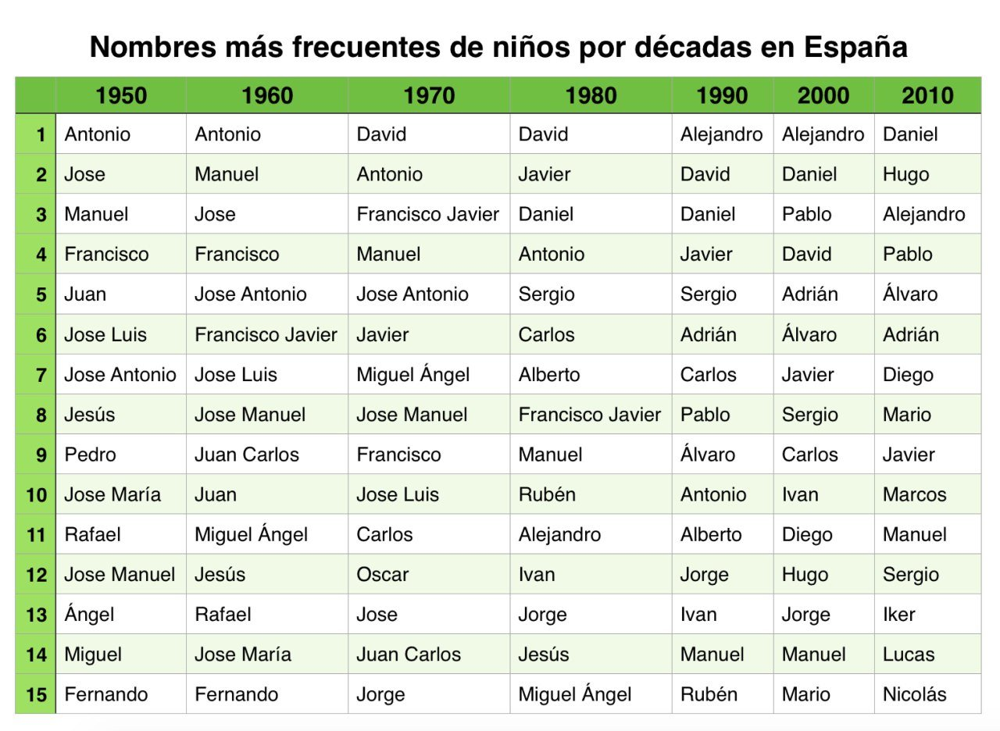 Nombres más frecuentes de niños por décadas en España
1950 1960 1970 1980 1990 2000 2010
1 Antonio Antonio David David Alejandro Alejandro Daniel
2 Jose Manuel Antonio Javier David Daniel Hugo
3 Manuel Jose Francisco Javier Daniel Daniel Pablo Alejandro
4 Francisco Francisco Manuel Antonio Javier David Pablo
5 Juan Jose Antonio Jose Antonio Sergio Sergio Adrián Álvaro
6 Jose Luis Francisco Javier Javier Carlos Adrián Álvaro Adrián
7 Jose Antonio Jose Luis Miguel Ángel Alberto Carlos Javier Diego
8 Jesús Jose Manuel Jose Manuel Francisco Javier Pablo Sergio Mario
9 Pedro Juan Carlos Francisco Manuel Álvaro Carlos Javier
10 Jose María Juan Jose Luis Rubén Antonio Ivan Marcos
11 Rafael Miguel Ángel Carlos Alejandro Alberto Diego Manuel
12 Jose Manuel Jesús Oscar Ivan Jorge Hugo Sergio
13 Ángel Rafael Jose Jorge Ivan Jorge Iker
14 Miguel Jose María Juan Carlos Jesús Manuel Manuel Lucas
15 Fernando Fernando Jorge Miguel Ángel Rubén Mario Nicolás